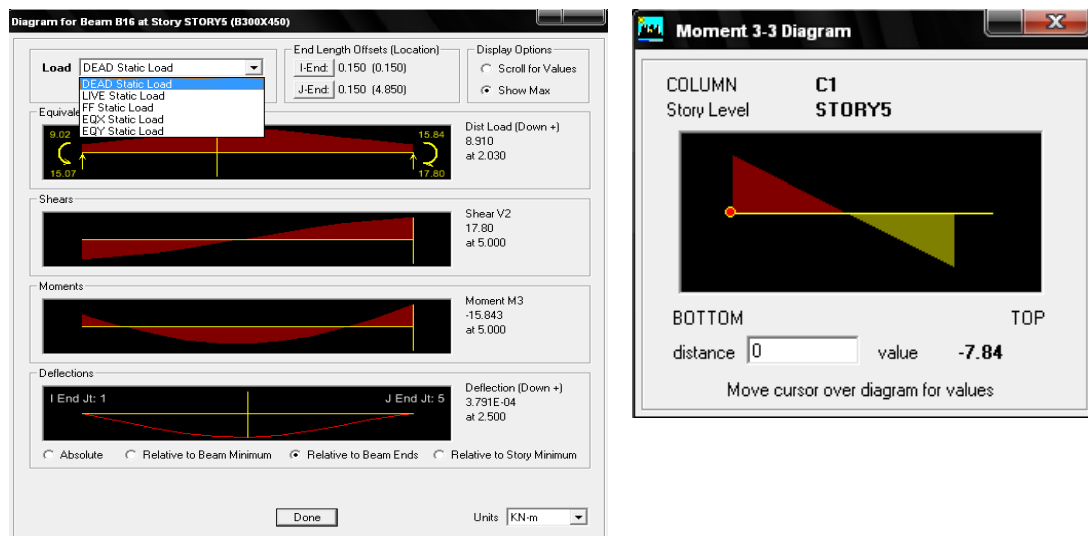 Diagram for Beam B16 at Story STORY5 (B300X450)
Load DEAD Static Load
DEAD Static Load
LIVE Static Load
FF Static Load
EQX Static Load
EQY Static Load
End Length Offsets (Location)
I-End: 0.150 (0.150)
J-End: 0.150 (4.850)
Display Options
Scroll for Values
Show Max
9.02
15.84
15.07
17.80
Dist Load (Down +)
8.910
at 2.030
Shears
Shear V2
17.80
at 5.000
Moments
Moment M3
-15.843
at 5.000
Deflections
I End Jt: 1
J End Jt: 5
Deflection (Down +)
3.791E-04
at 2.500
Absolute Relative to Beam Minimum Relative to Beam Ends Relative to Story Minimum
Done
Units KN-m
Moment 3-3 Diagram
COLUMN C1
Story Level STORY5
BOTTOM TOP
distance 0 value -7.84
Move cursor over diagram for values